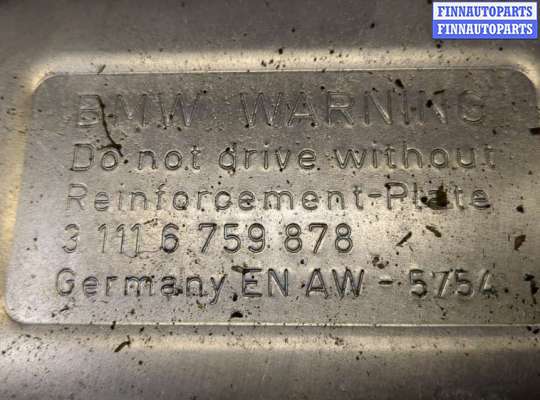 FINNAUTOPARTS
FINNAUTOPARTS
BMW WARNING
Do not drive without
Reinforcement-Plate
3 111 6 759 878
Germany EN AW - 5754